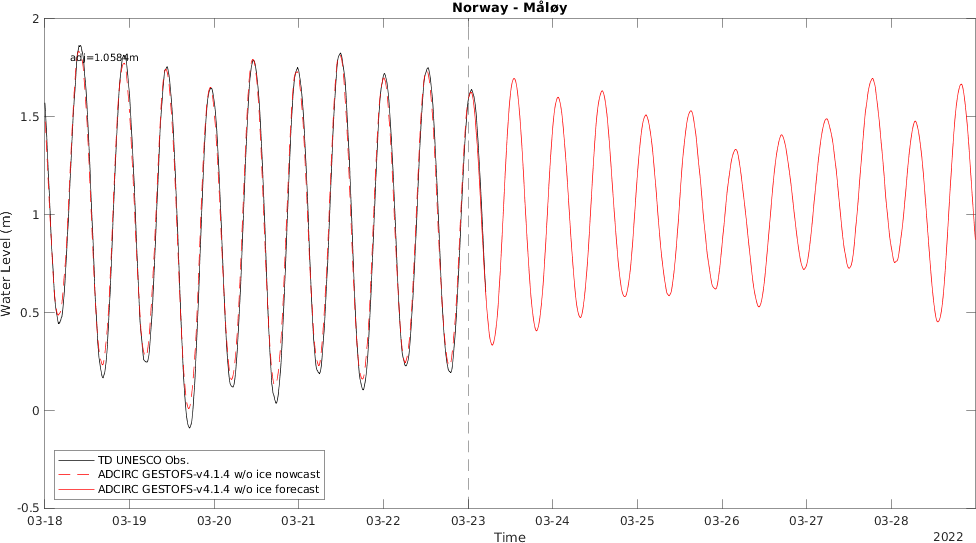 Norway - Måløy
adj=1.0584m
Water Level (m)
2
1.5
1
0.5
0
-0.5
TD UNESCO Obs.
ADCIRC GESTOFS-v4.1.4 w/o ice nowcast
ADCIRC GESTOFS-v4.1.4 w/o ice forecast
03-18 03-19 03-20 03-21 03-22 03-23 03-24 03-25 03-26 03-27 03-28
Time
2022